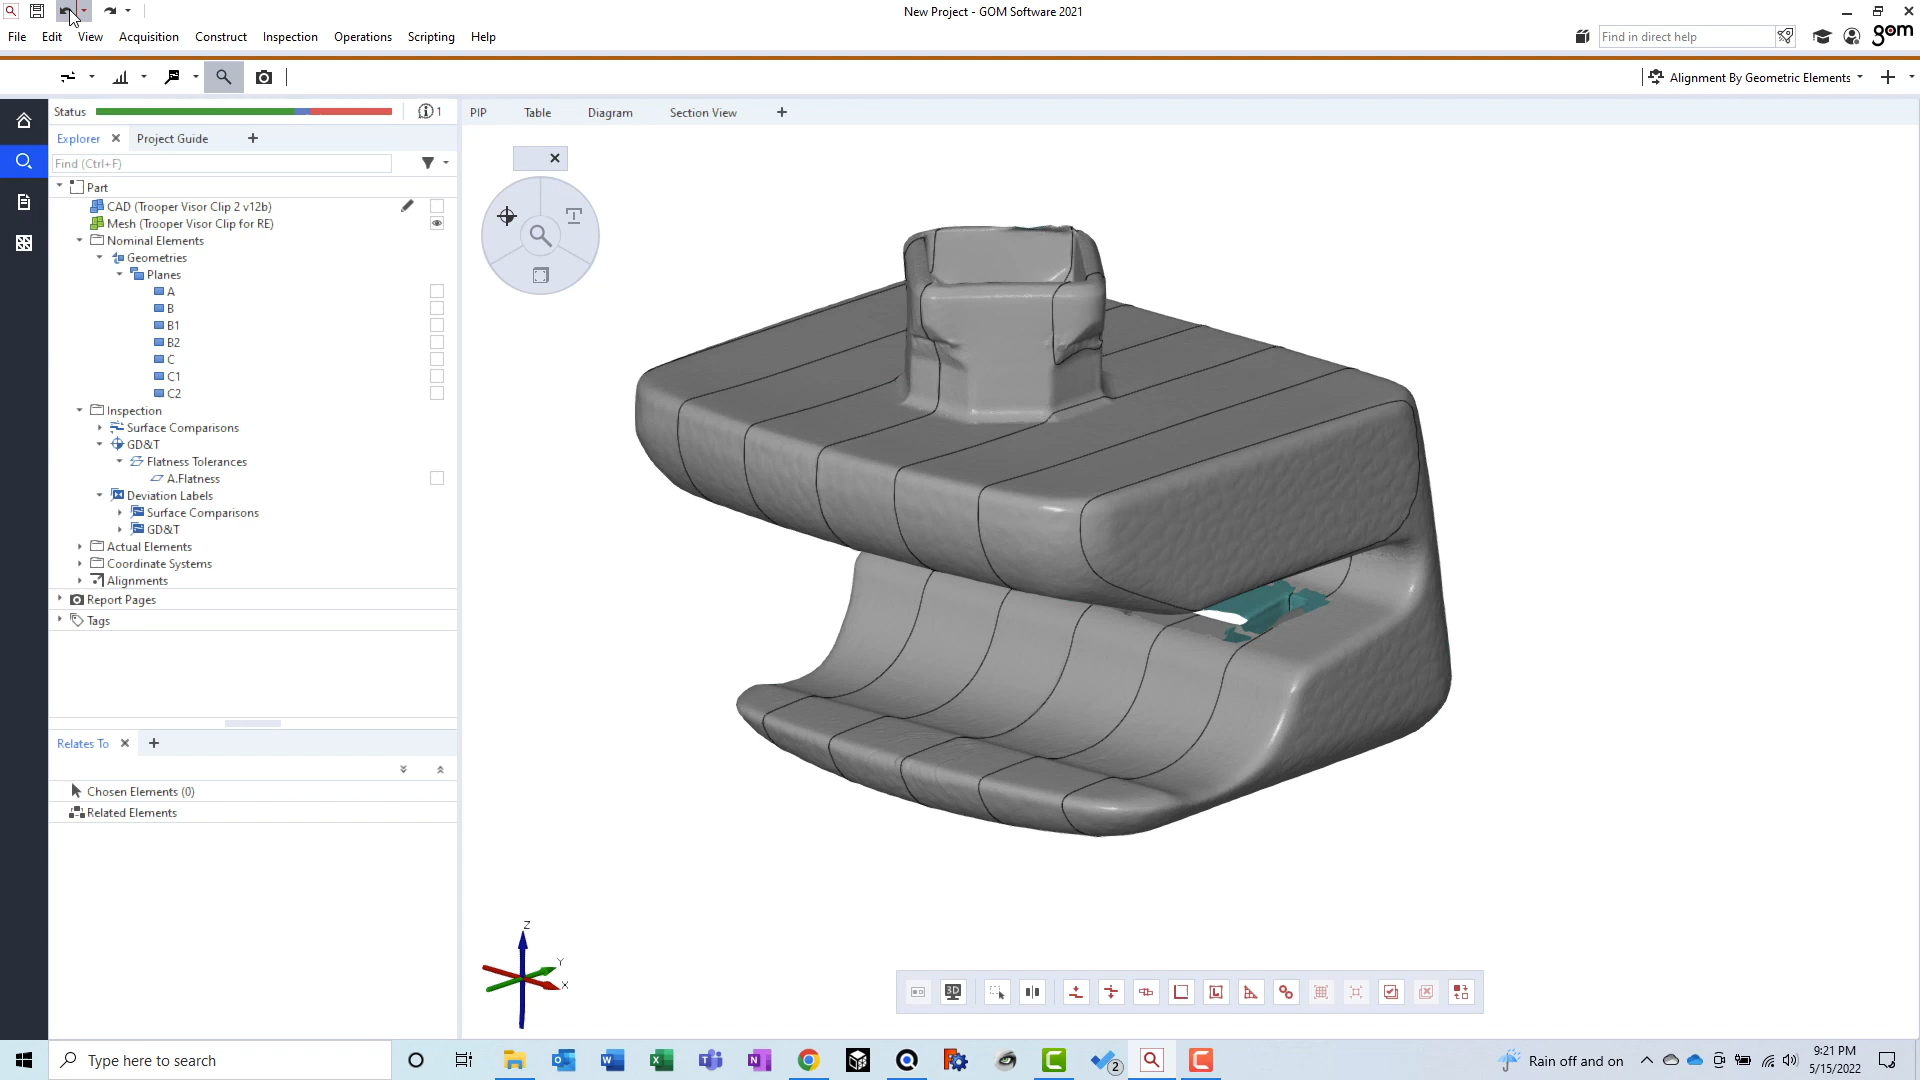 New Project - GOM Software 2021
File Edit View Acquisition Construct Inspection Operations Scripting Help
Find in direct help
gom
Alignment By Geometric Elements
Status
1
PIP Table Diagram Section View
Explorer Project Guide
Find (Ctrl+F)
Part
CAD (Trooper Visor Clip 2 v12b)
Mesh (Trooper Visor Clip for RE)
Nominal Elements
Geometries
Planes
A
B
B1
B2
C
C1
C2
Inspection
Surface Comparisons
GD&T
Flatness Tolerances
A.Flatness
Deviation Labels
Surface Comparisons
GD&T
Actual Elements
Coordinate Systems
Alignments
Report Pages
Tags
Relates To
Chosen Elements (0)
Related Elements
Z
Y
X
3D
Type here to search
2
Rain off and on
9:21 PM
5/15/2022